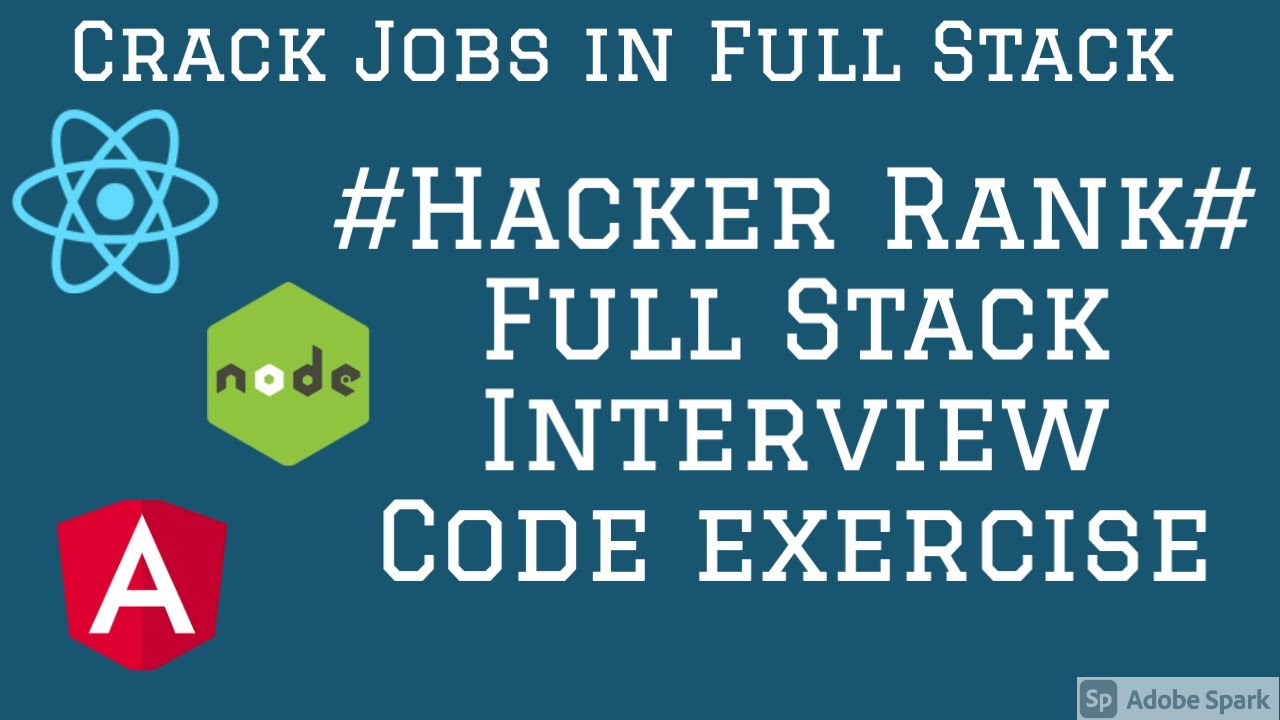 Crack Jobs in Full Stack
#Hacker Rank#
Full Stack
node
Interview
Code exercise
A
Sp Adobe Spark